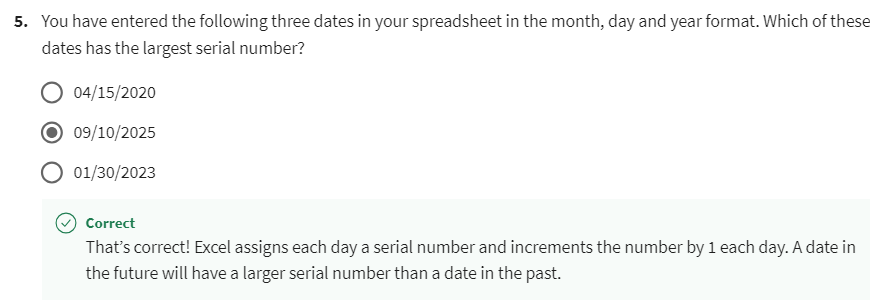 5. You have entered the following three dates in your spreadsheet in the month, day and year format. Which of these
dates has the largest serial number?
04/15/2020
09/10/2025
01/30/2023
Correct
That’s correct! Excel assigns each day a serial number and increments the number by 1 each day. A date in
the future will have a larger serial number than a date in the past.